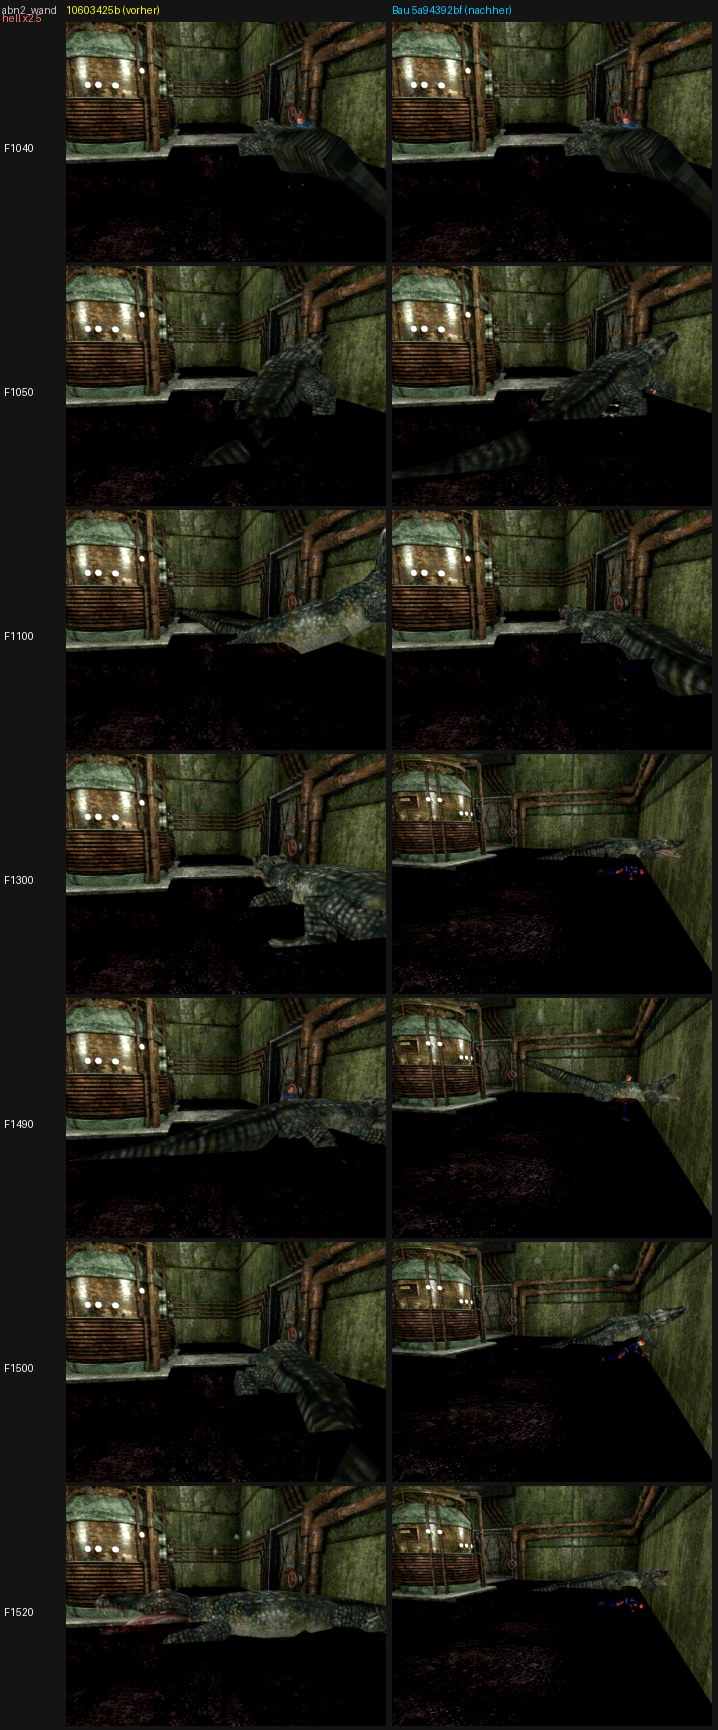 abn2_wand
hell x2.5
10603425b (vorher)
Bau 5a94392bf (nachher)
F1040
F1050
F1100
F1300
F1490
F1500
F1520